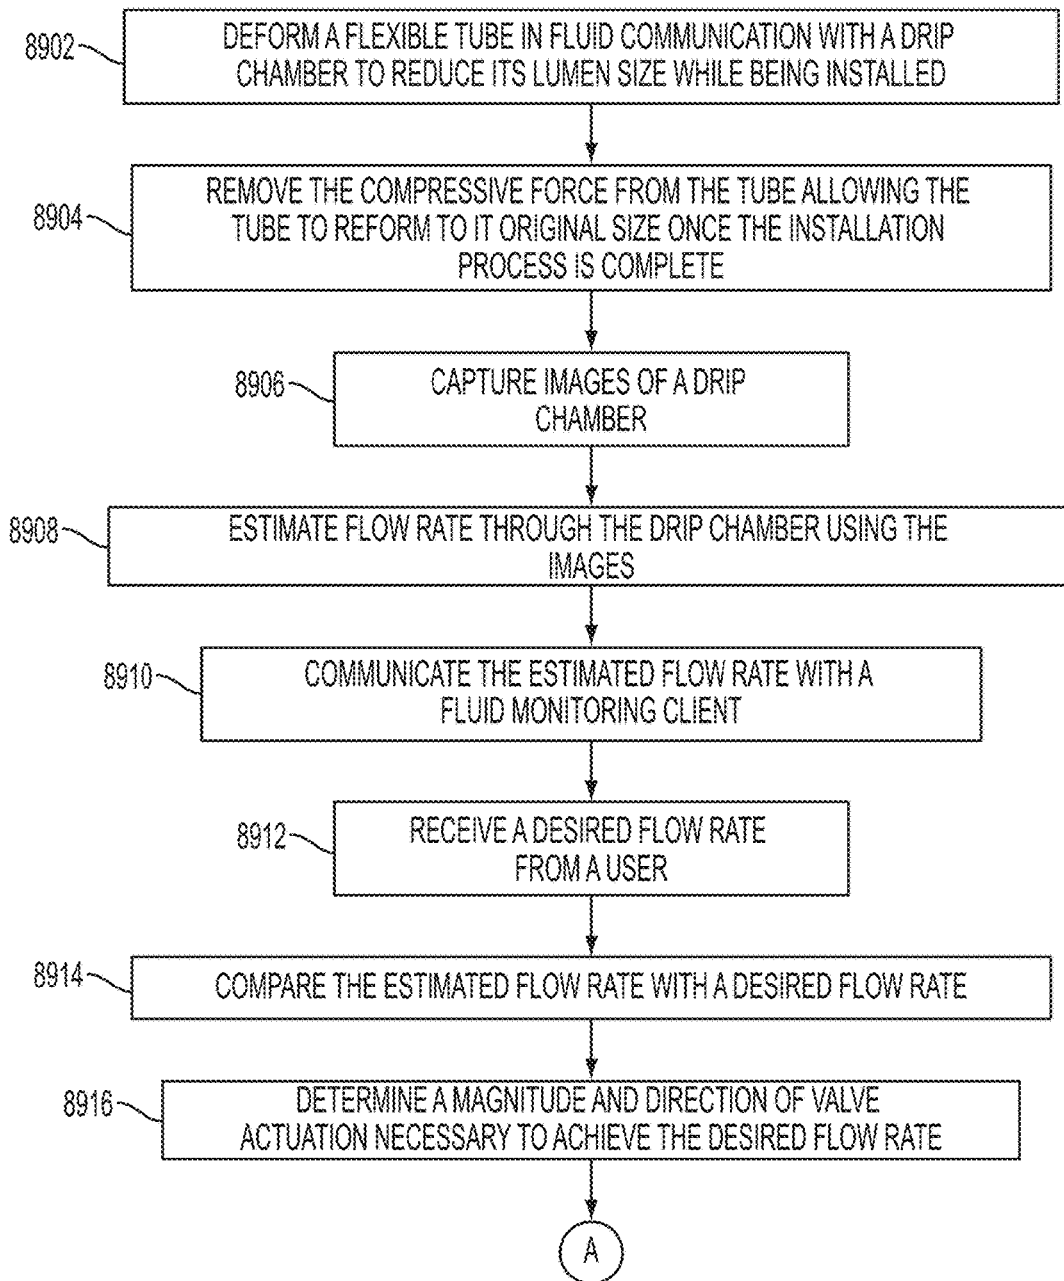 8902
DEFORM A FLEXIBLE TUBE IN FLUID COMMUNICATION WITH A DRIP
CHAMBER TO REDUCE ITS LUMEN SIZE WHILE BEING INSTALLED
8904
REMOVE THE COMPRESSIVE FORCE FROM THE TUBE ALLOWING THE
TUBE TO REFORM TO IT ORIGINAL SIZE ONCE THE INSTALLATION
PROCESS IS COMPLETE
8906
CAPTURE IMAGES OF A DRIP
CHAMBER
8908
ESTIMATE FLOW RATE THROUGH THE DRIP CHAMBER USING THE
IMAGES
8910
COMMUNICATE THE ESTIMATED FLOW RATE WITH A
FLUID MONITORING CLIENT
8912
RECEIVE A DESIRED FLOW RATE
FROM A USER
8914
COMPARE THE ESTIMATED FLOW RATE WITH A DESIRED FLOW RATE
8916
DETERMINE A MAGNITUDE AND DIRECTION OF VALVE
ACTUATION NECESSARY TO ACHIEVE THE DESIRED FLOW RATE
A